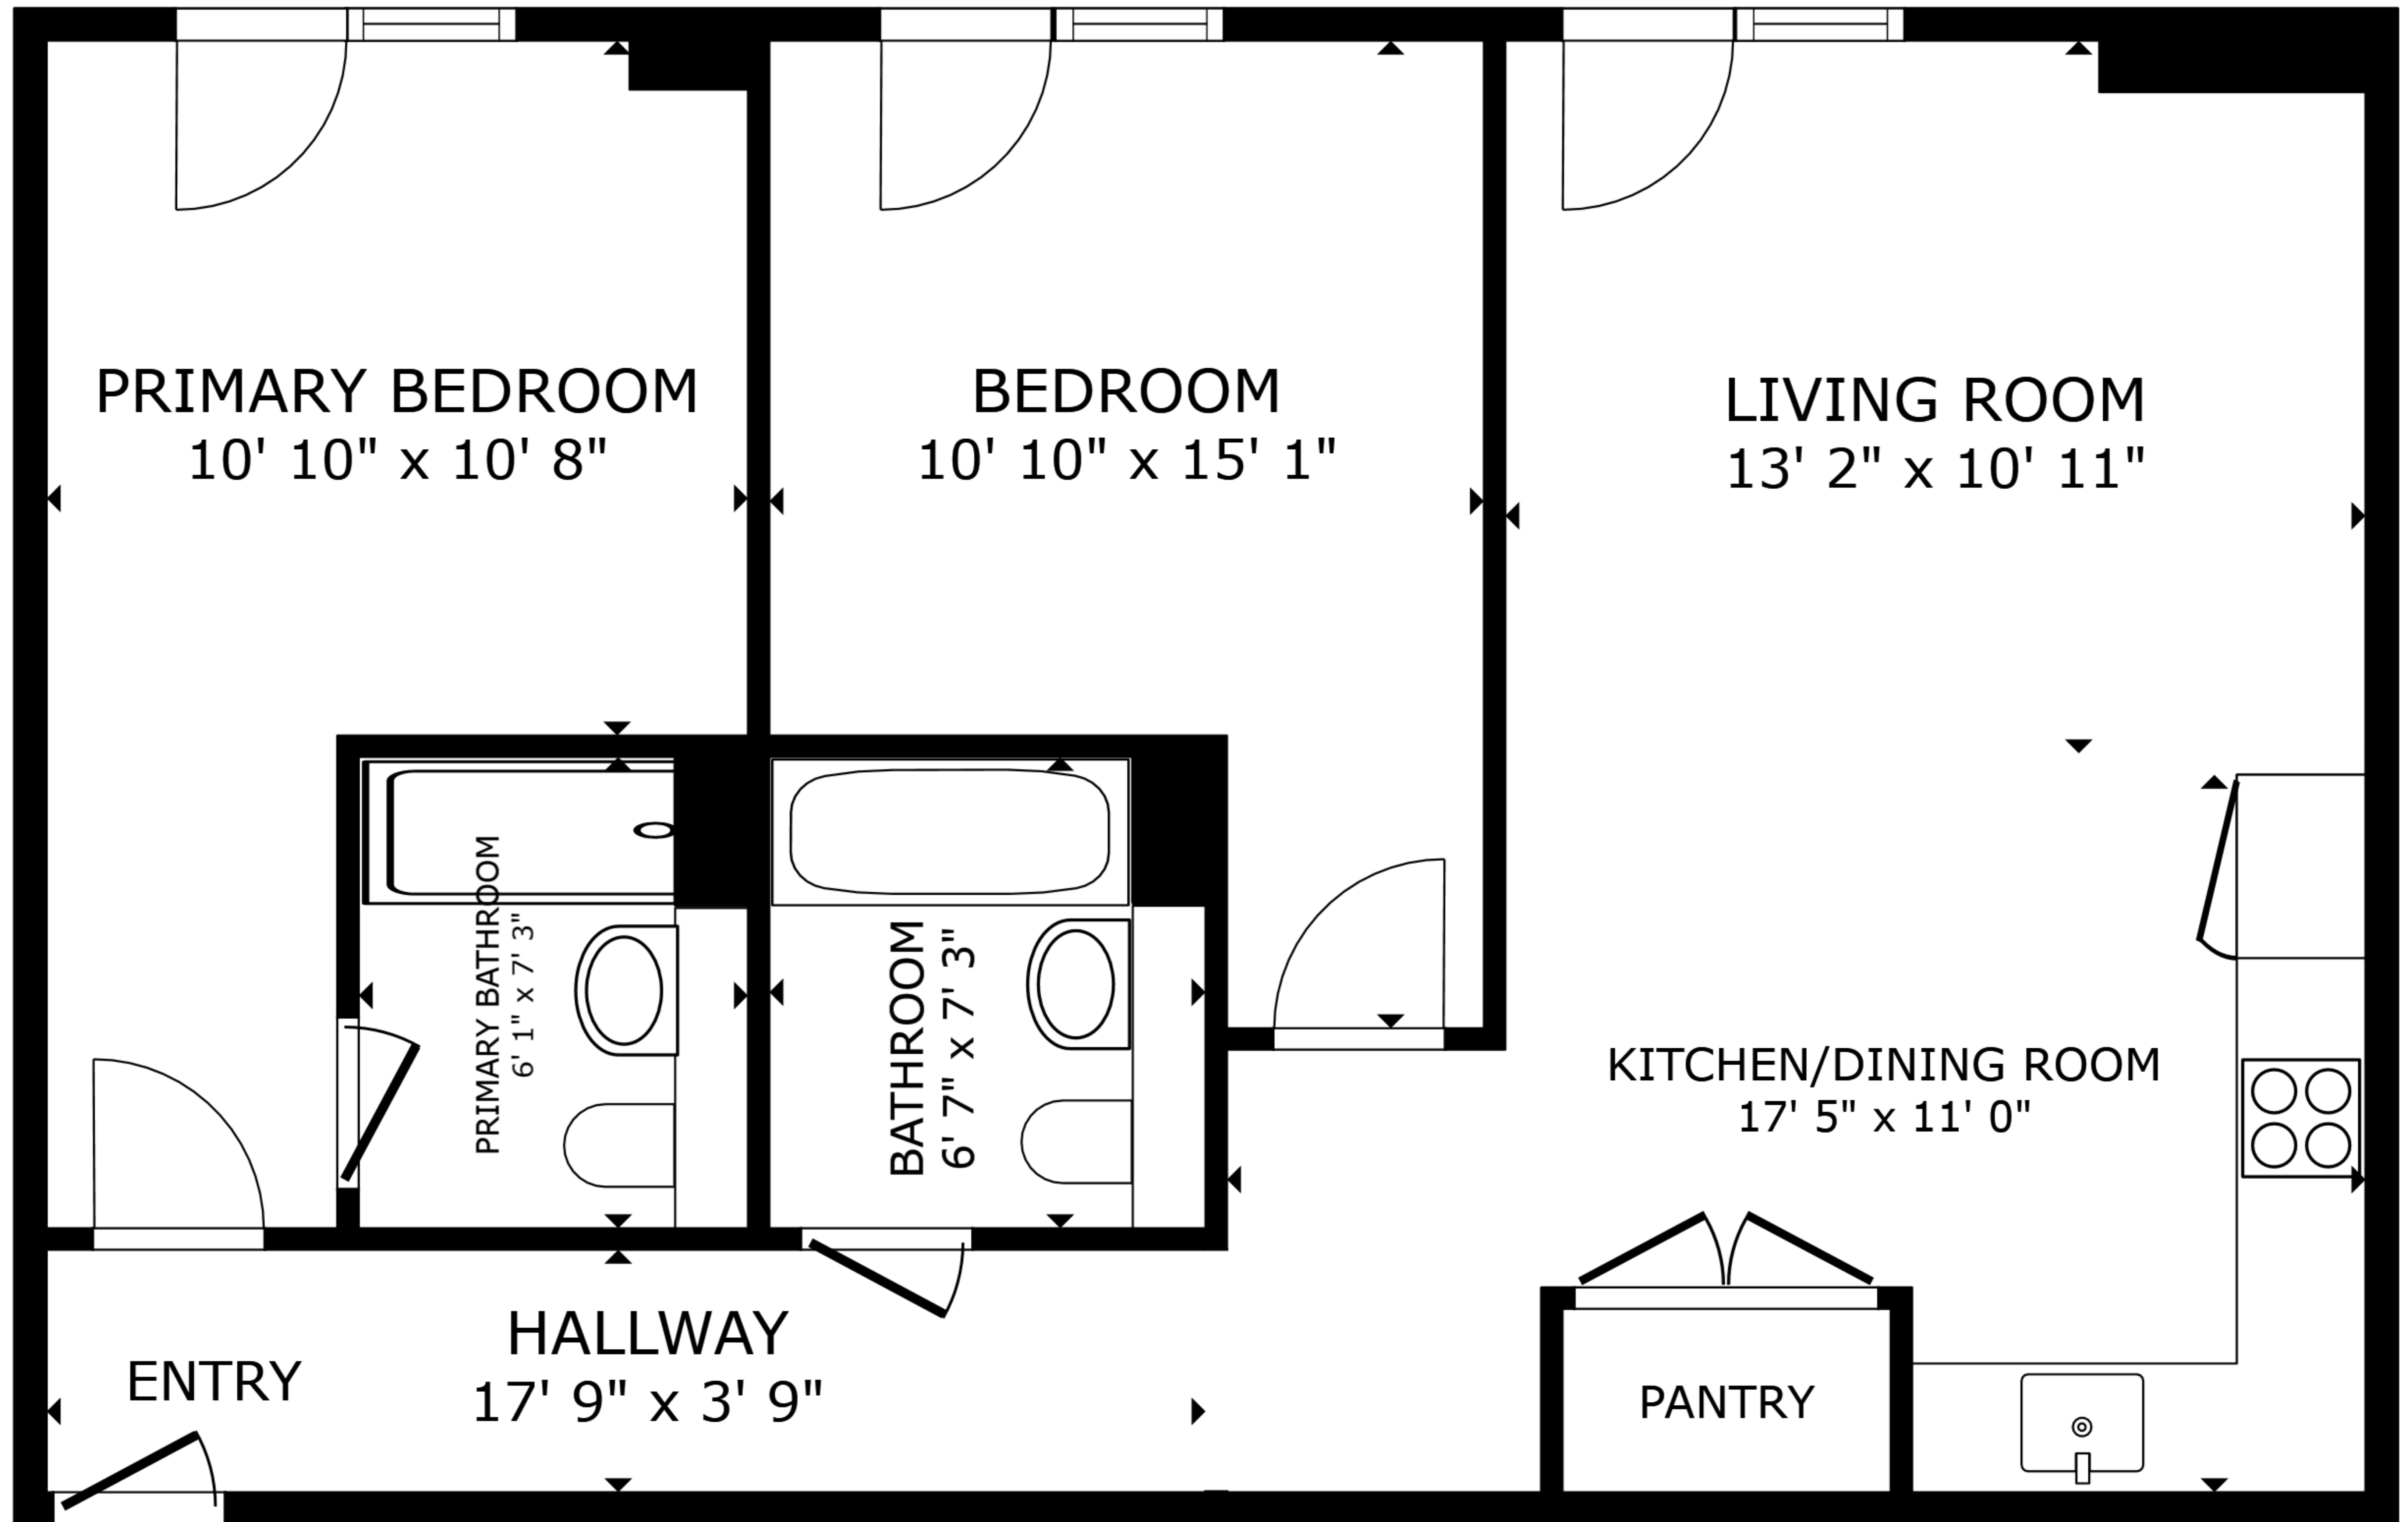 PRIMARY BEDROOM
10' 10" x 10' 8"
BEDROOM
10' 10" x 15' 1"
LIVING ROOM
13' 2" x 10' 11"
PRIMARY BATHROOM
6' 1" x 7' 3"
BATHROOM
6' 7" x 7' 3"
KITCHEN/DINING ROOM
17' 5" x 11' 0"
HALLWAY
17' 9" x 3' 9"
ENTRY
PANTRY